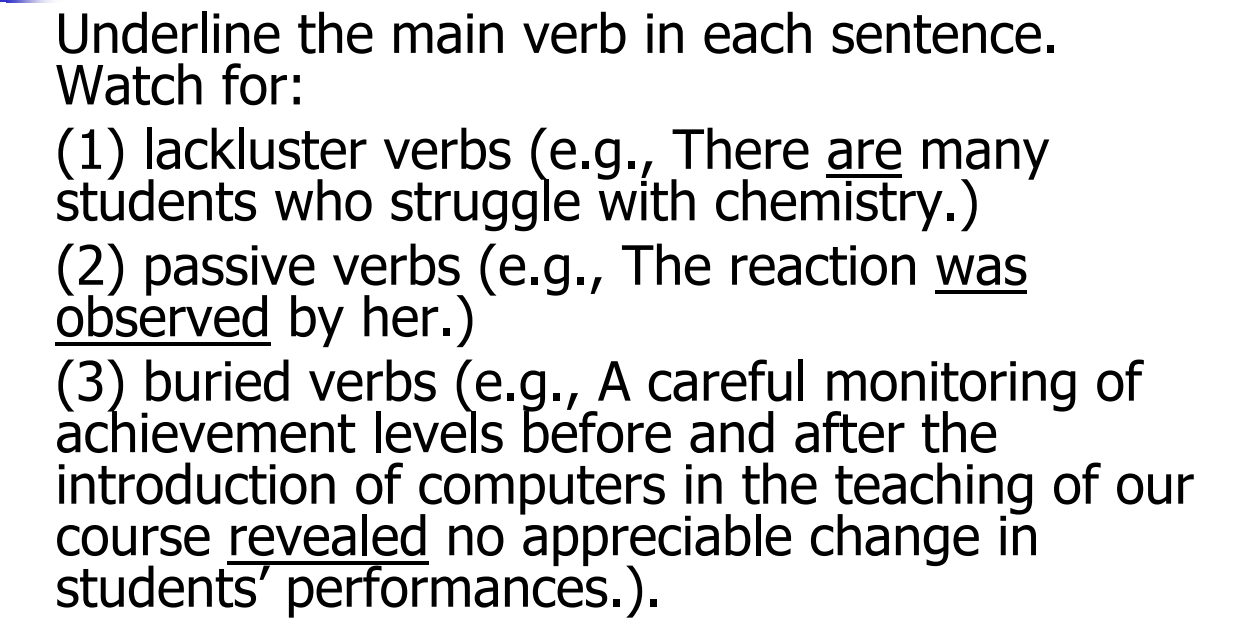 Underline the main verb in each sentence.
Watch for:
(1) lackluster verbs (e.g., There are many
students who struggle with chemistry.)
(2) passive verbs (e.g., The reaction was
observed by her.)
(3) buried verbs (e.g., A careful monitoring of
achievement levels before and after the
introduction of computers in the teaching of our
course revealed no appreciable change in
students’ performances.).